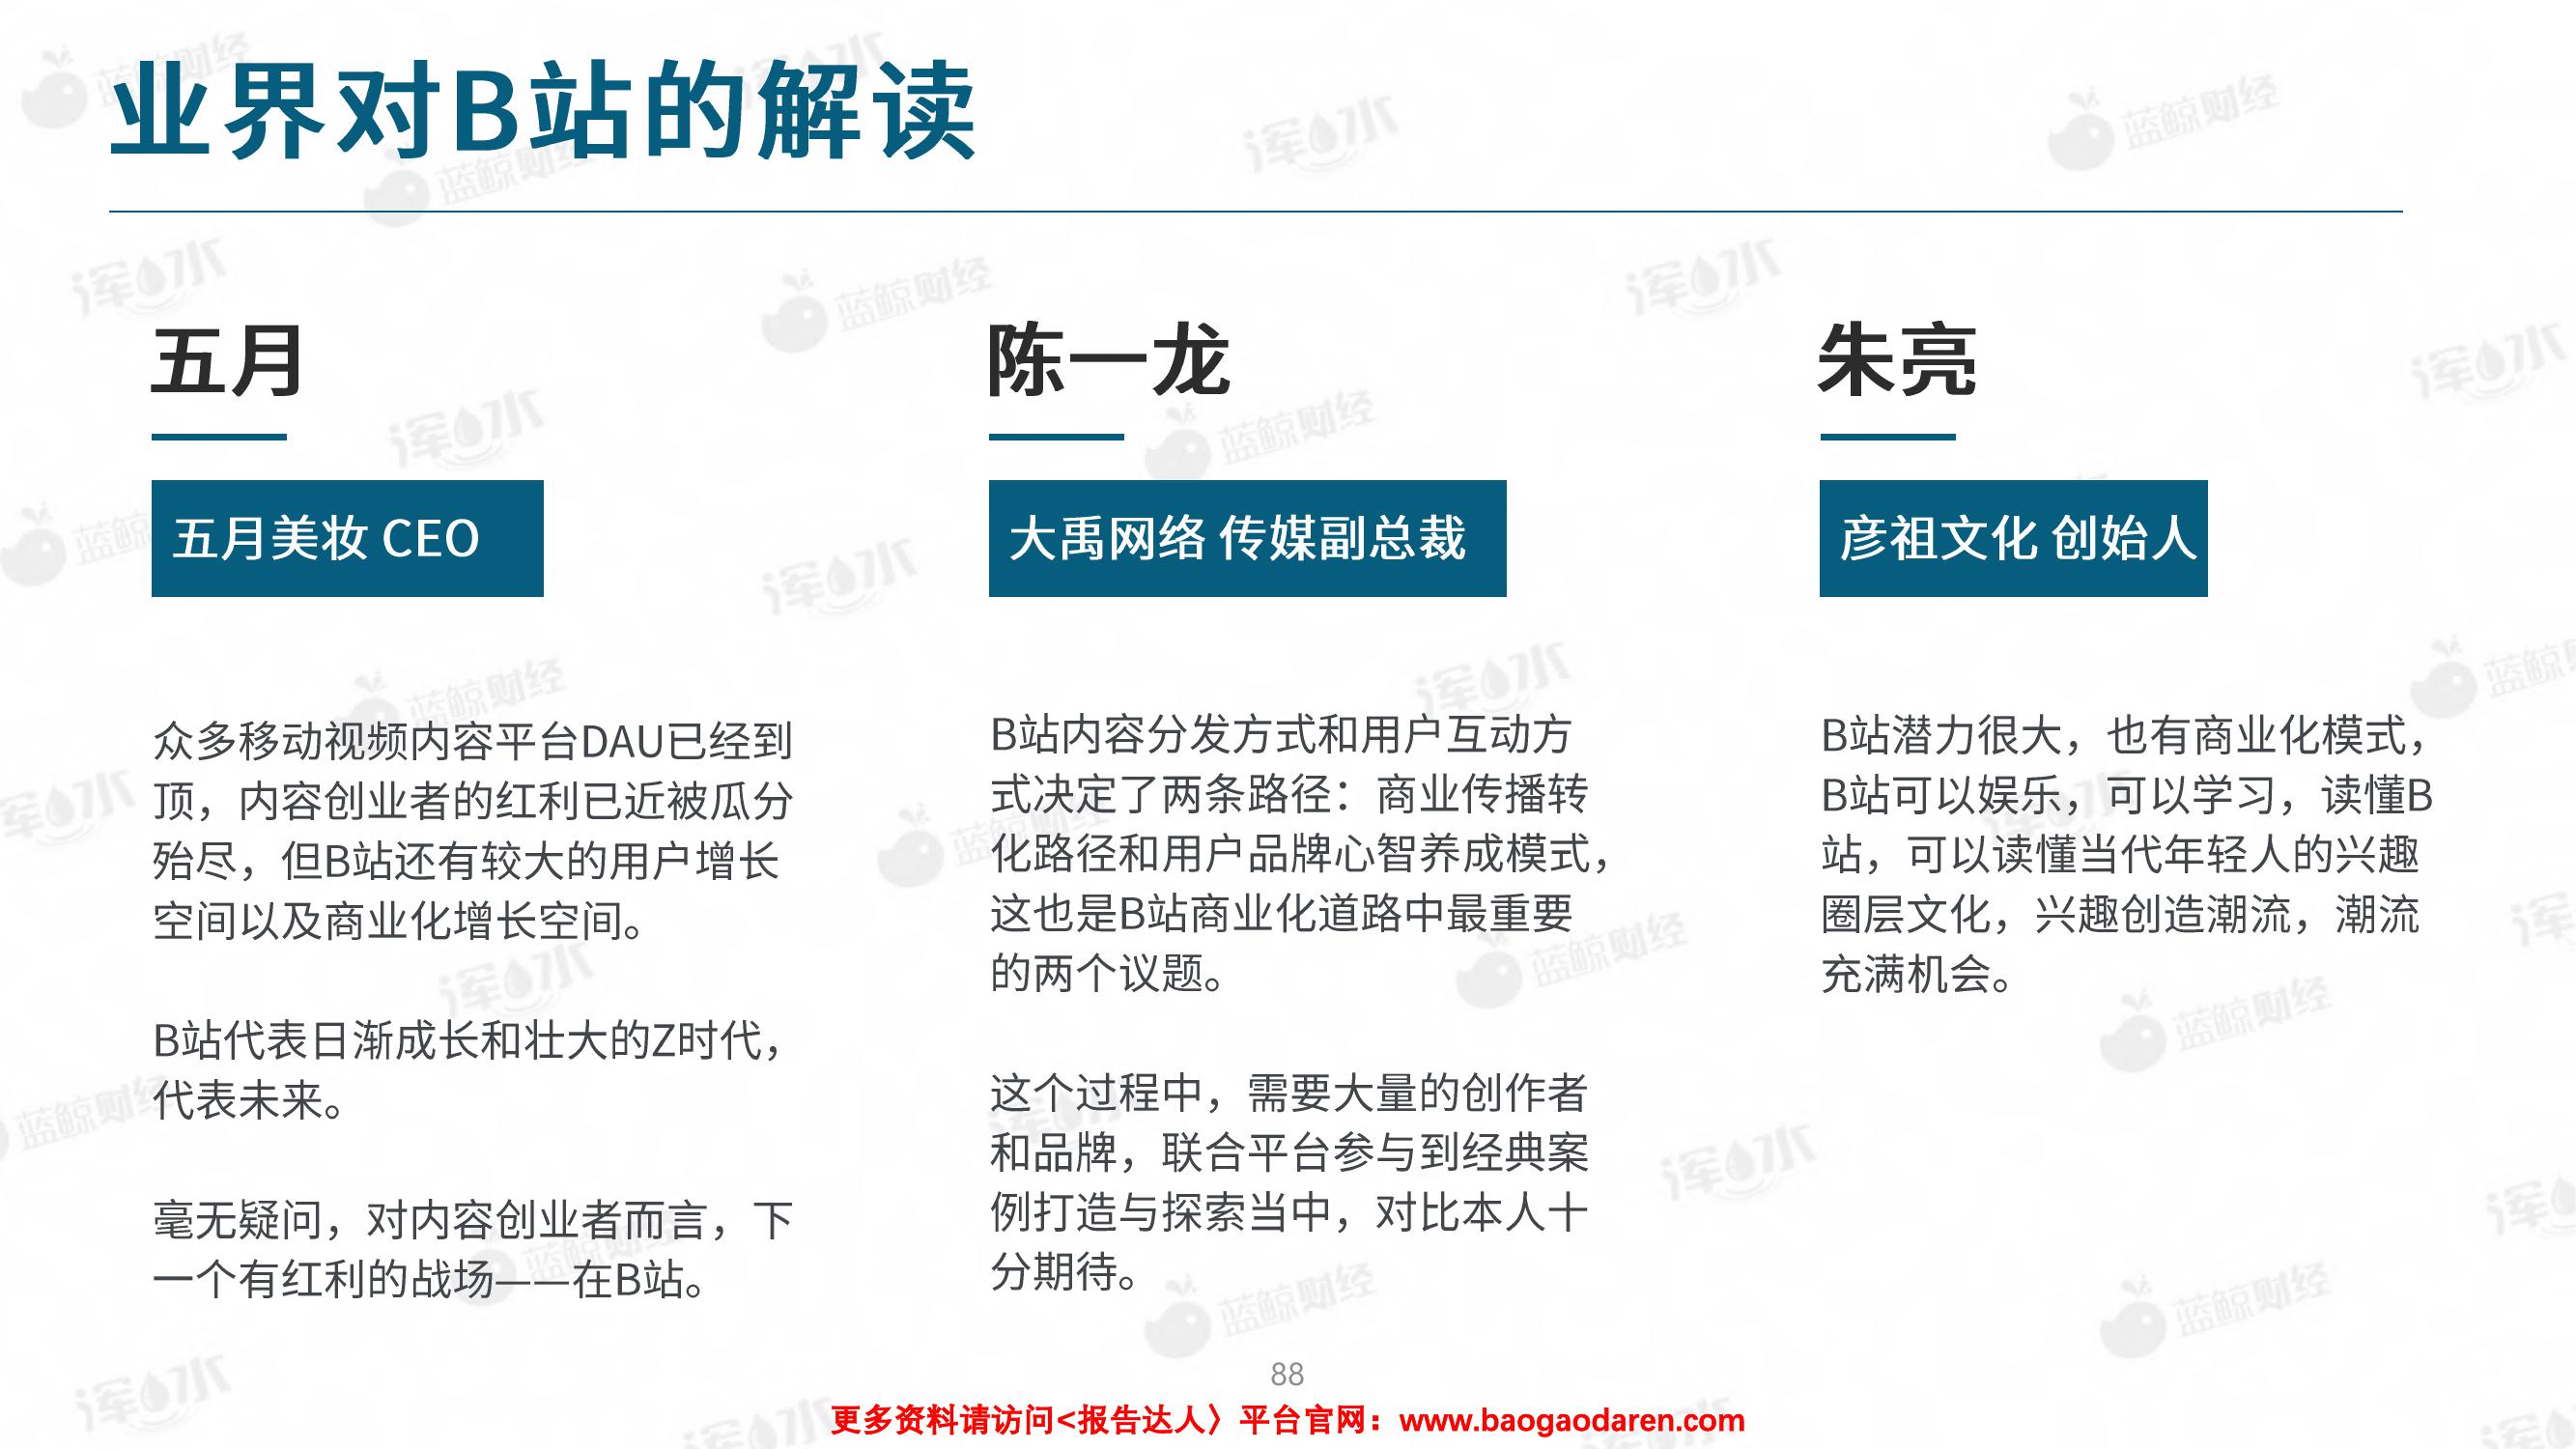 业界对B站的解读
五月
五月美妆 CEO
众多移动视频内容平台DAU已经到
顶，内容创业者的红利已近被瓜分
殆尽，但B站还有较大的用户增长
空间以及商业化增长空间。
B站代表日渐成长和壮大的Z时代，
代表未来。
毫无疑问，对内容创业者而言，下
一个有红利的战场——在B站。
陈一龙
大禹网络 传媒副总裁
B站内容分发方式和用户互动方
式决定了两条路径：商业传播转
化路径和用户品牌心智养成模式，
这也是B站商业化道路中最重要
的两个议题。
这个过程中，需要大量的创作者
和品牌，联合平台参与到经典案
例打造与探索当中，对比本人十
分期待。
朱亮
彦祖文化 创始人
B站潜力很大，也有商业化模式，
B站可以娱乐，可以学习，读懂B
站，可以读懂当代年轻人的兴趣
圈层文化，兴趣创造潮流，潮流
充满机会。
88
更多资料请访问<报告达人〉平台官网：www.baogaodaren.com
蓝鲸财经
浑水